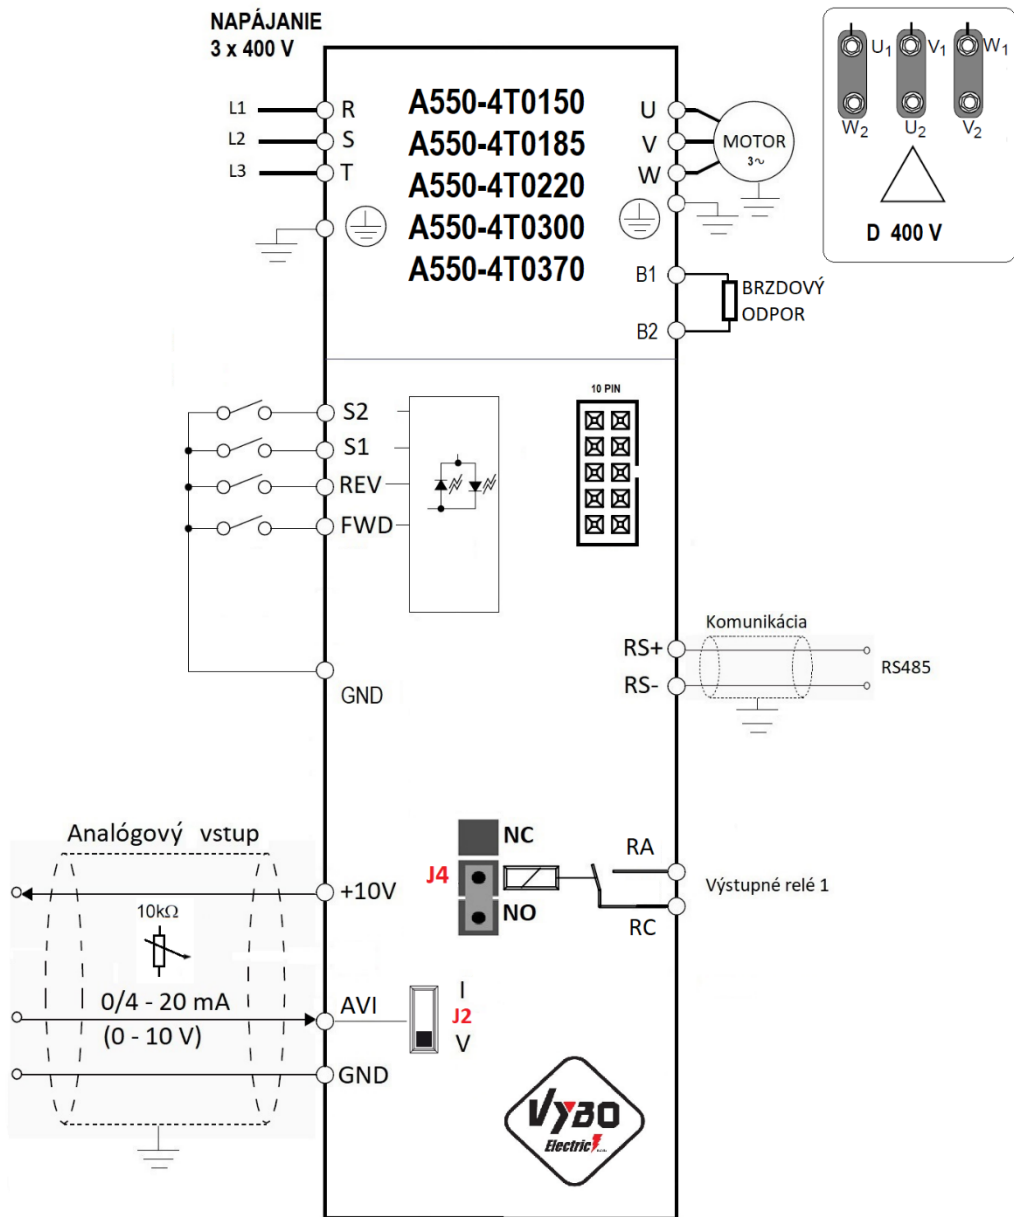 NAPÁJANIE
3 x 400 V
L1
R
L2
S
L3
T
A550-4T0150
A550-4T0185
A550-4T0220
A550-4T0300
A550-4T0370
U
V
W
MOTOR
3~
U1
V1
W1
W2
U2
V2
D 400 V
B1
B2
BRZDOVÝ
ODPOR
S2
S1
REV
FWD
GND
10 PIN
Komunikácia
RS+
RS-
RS485
Analógový vstup
+10V
10kΩ
0/4 - 20 mA
(0 - 10 V)
AVI
GND
I
J2
V
NC
J4
NO
RA
RC
Výstupné relé 1
VYBO
Electric